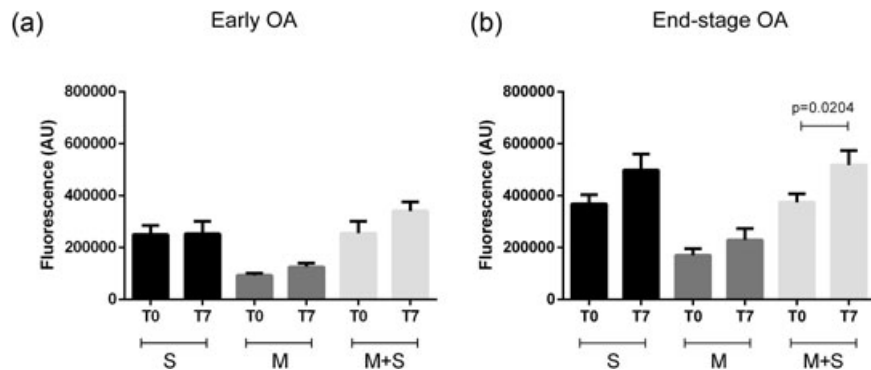 (a) Early OA
Fluorescence (AU)
800000
600000
400000
200000
0
T0 T7 T0 T7 T0 T7
S M M+S
(b) End-stage OA
Fluorescence (AU)
800000
600000
400000
200000
0
p=0.0204
T0 T7 T0 T7 T0 T7
S M M+S